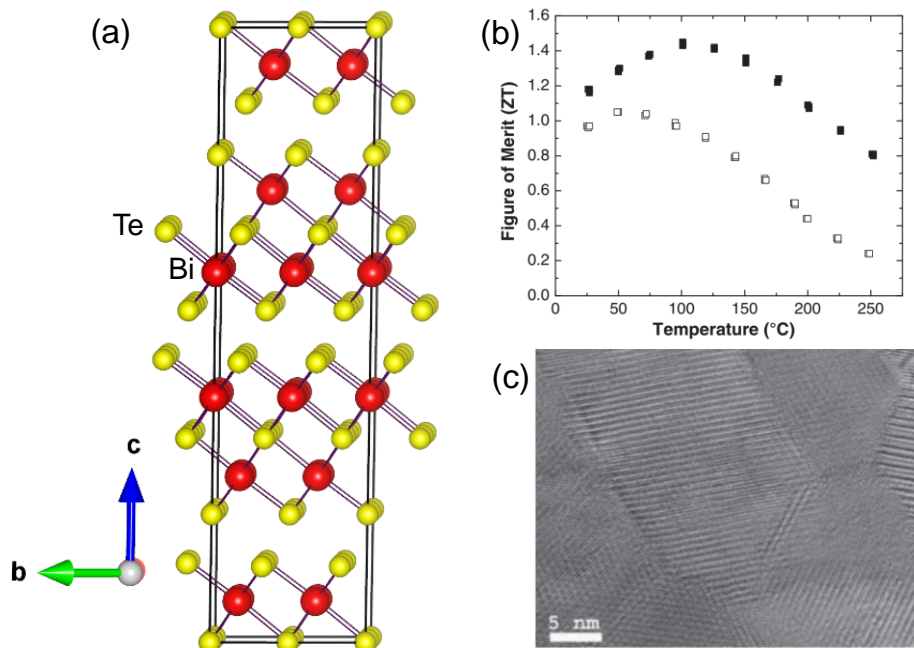 (a)
Te
Bi
c
b
(b)
Figure of Merit (ZT)
1.6
1.4
1.2
1.0
0.8
0.6
0.4
0.2
0.0
0 50 100 150 200 250
Temperature (°C)
(c)
5 nm